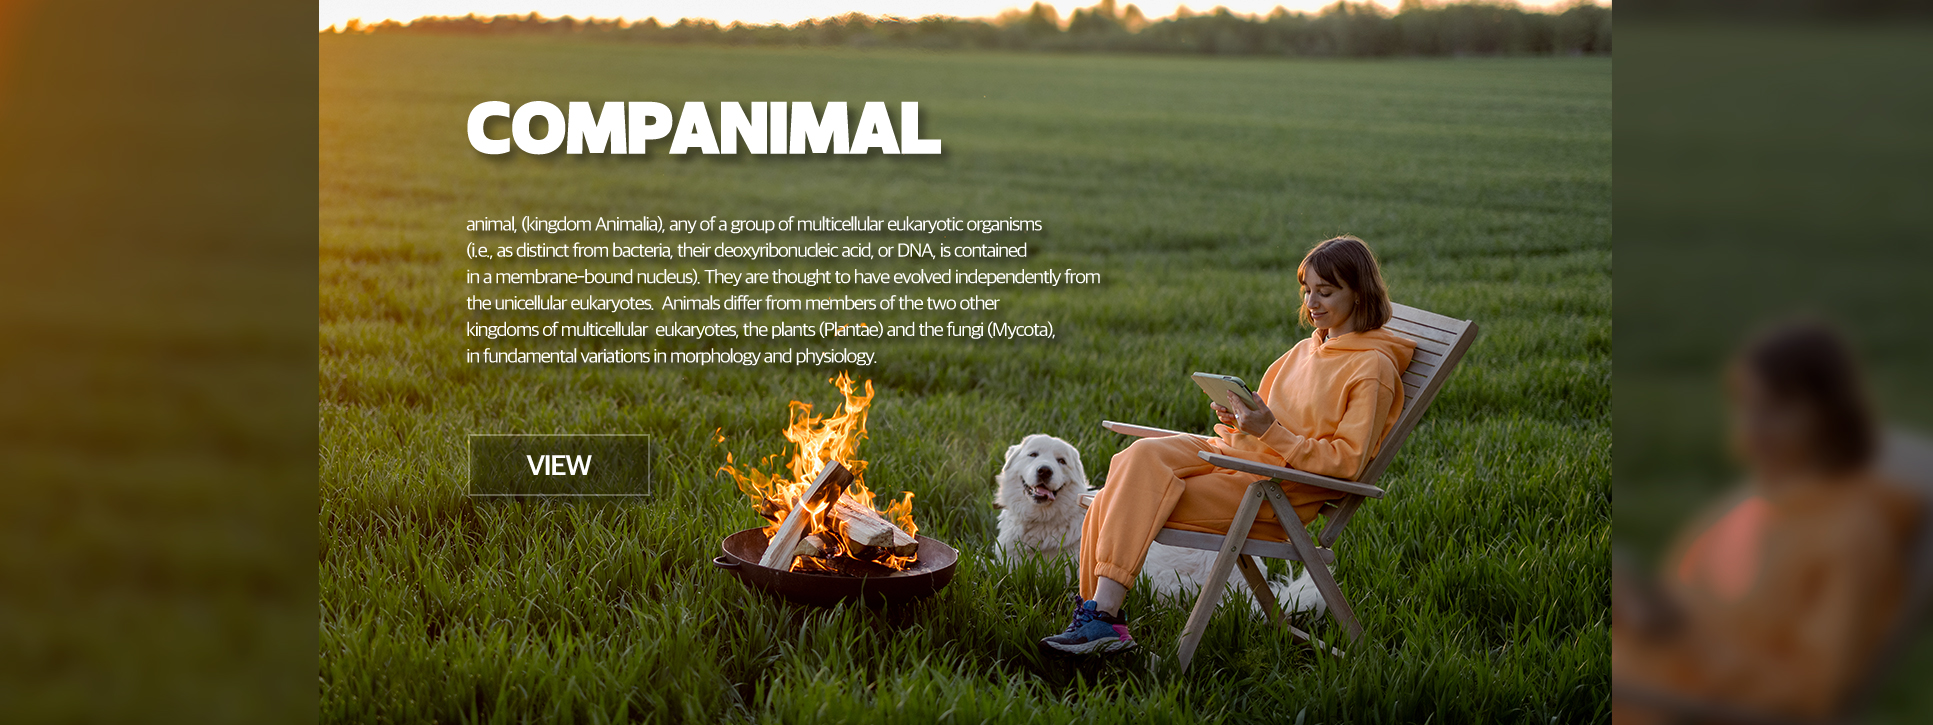 COMPANIMAL
animal, (kingdom Animalia), any of a group of multicellular eukaryotic organisms
(i.e., as distinct from bacteria, their deoxyribonucleic acid, or DNA, is contained
in a membrane-bound nucleus). They are thought to have evolved independently from
the unicellular eukaryotes.  Animals differ from members of the two other
kingdoms of multicellular  eukaryotes, the plants (Plantae) and the fungi (Mycota),
in fundamental variations in morphology and physiology.
VIEW